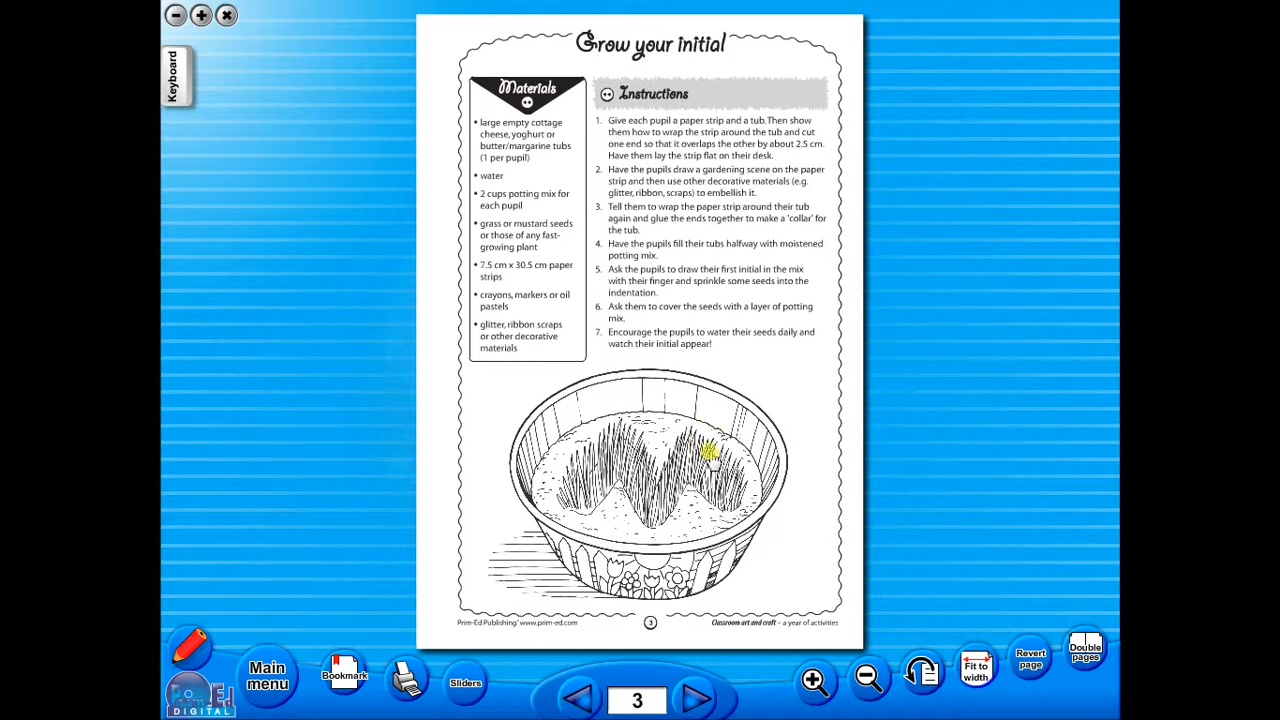 Keyboard
Grow your initial
Materials
• large empty cottage
cheese, yoghurt or
butter/margarine tubs
(1 per pupil)
• water
• 2 cups potting mix for
each pupil
• grass or mustard seeds
or those of any fast-
growing plant
• 7.5 cm x 30.5 cm paper
strips
• crayons, markers or oil
pastels
• glitter, ribbon scraps
or other decorative
materials
Instructions
1. Give each pupil a paper strip and a tub. Then show
them how to wrap the strip around the tub and cut
one end so that it overlaps the other by about 2.5 cm.
Have them lay the strip flat on their desk.
2. Have the pupils draw a gardening scene on the paper
strip and then use other decorative materials (e.g.
glitter, ribbon, scraps) to embellish it.
3. Tell them to wrap the paper strip around their tub
again and glue the ends together to make a 'collar' for
the tub.
4. Have the pupils fill their tubs halfway with moistened
potting mix.
5. Ask the pupils to draw their first initial in the mix
with their finger and sprinkle some seeds into the
indentation.
6. Ask them to cover the seeds with a layer of potting
mix.
7. Encourage the pupils to water their seeds daily and
watch their initial appear!
Prim-Ed Publishing® www.prim-ed.com
3
Classroom art and craft – a year of activities
Prim Ed
DIGITAL
Main
menu
Bookmark
Sliders
3
Fit to
width
Revert
page
Double
pages